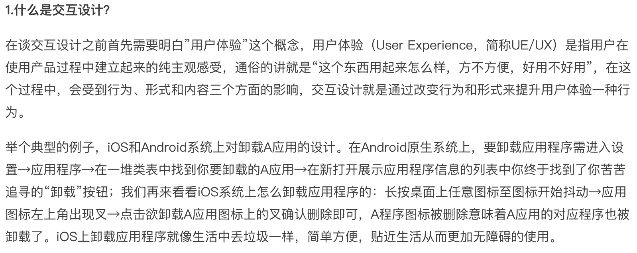 1.什么是交互设计?
在谈交互设计之前首先需要明白"用户体验"这个概念，用户体验（User Experience，简称UE/UX）是指用户在
使用产品过程中建立起来的纯主观感受，通俗的讲就是“这个东西用起来怎么样，方不方便，好用不好用”，在这
个过程中，会受到行为、形式和内容三个方面的影响，交互设计就是通过改变行为和形式来提升用户体验一种行
为。
举个典型的例子，iOS和Android系统上对卸载A应用的设计。在Android原生系统上，要卸载应用程序需进入设
置→应用程序→在一堆类表中找到你要卸载的A应用→在新打开展示应用程序信息的列表中你终于找到了你苦苦
追寻的“卸载”按钮；我们再来看看iOS系统上怎么卸载应用程序的：长按桌面上任意图标至图标开始抖动→应用
图标左上角出现叉→点击欲卸载A应用图标上的叉确认删除即可，A程序图标被删除意味着A应用的对应程序也被
卸载了。iOS上卸载应用程序就像生活中丢垃圾一样，简单方便，贴近生活从而更加无障碍的使用。